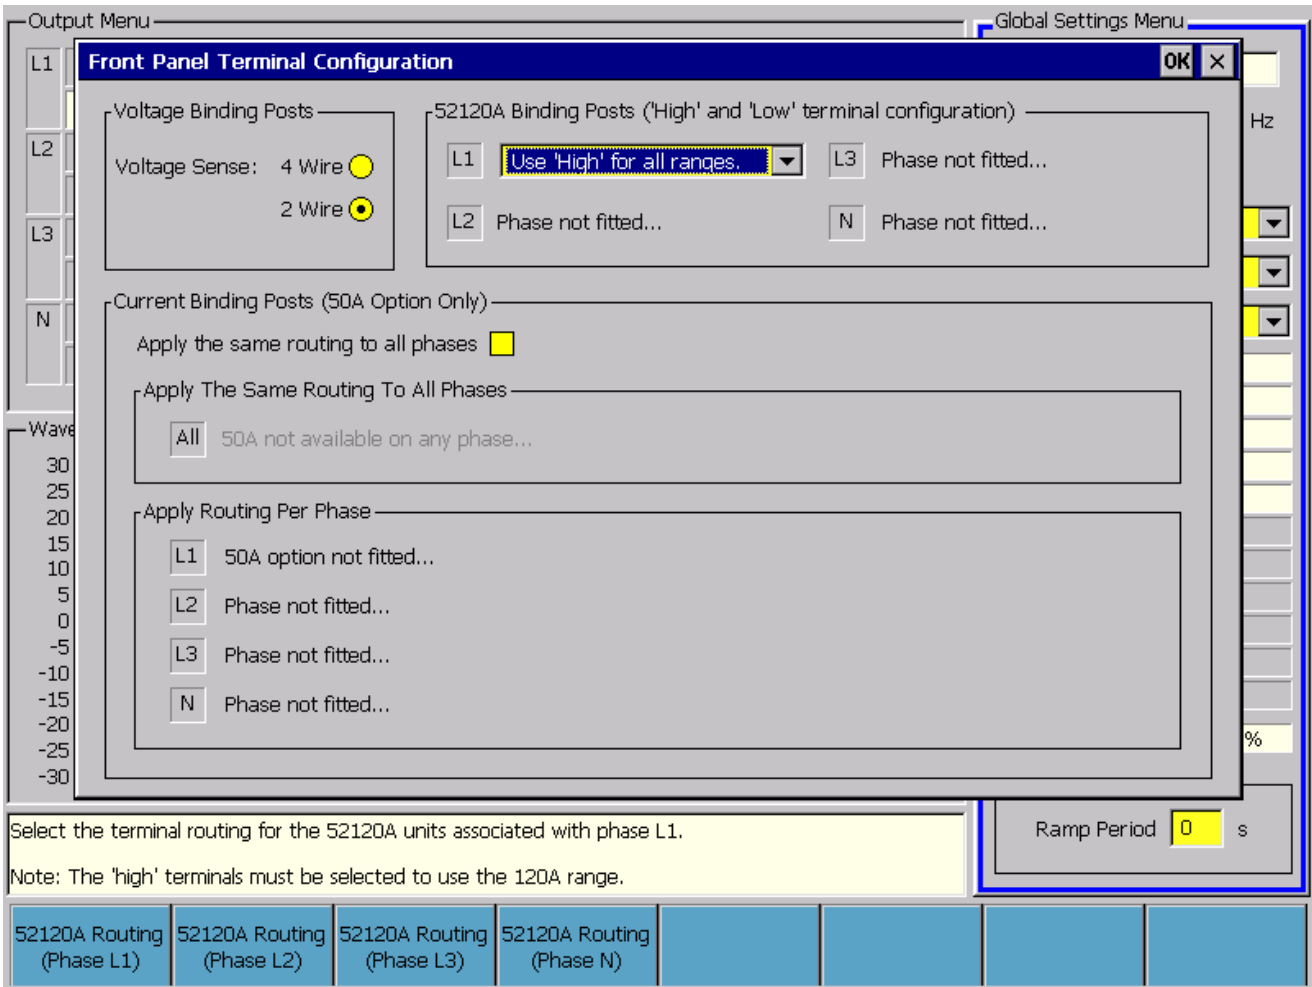 Output Menu
Global Settings Menu
Front Panel Terminal Configuration
OK
L1
L2
L3
N
Hz
Voltage Binding Posts
Voltage Sense: 4 Wire
2 Wire
52120A Binding Posts ('High' and 'Low' terminal configuration)
L1 Use 'High' for all ranges.
L3 Phase not fitted...
L2 Phase not fitted...
N Phase not fitted...
Current Binding Posts (50A Option Only)
Apply the same routing to all phases
Apply The Same Routing To All Phases
All 50A not available on any phase...
Apply Routing Per Phase
L1 50A option not fitted...
L2 Phase not fitted...
L3 Phase not fitted...
N Phase not fitted...
Wave
30
25
20
15
10
5
0
-5
-10
-15
-20
-25
-30
%
Ramp Period 0 s
Select the terminal routing for the 52120A units associated with phase L1.
Note: The 'high' terminals must be selected to use the 120A range.
52120A Routing
(Phase L1)
52120A Routing
(Phase L2)
52120A Routing
(Phase L3)
52120A Routing
(Phase N)